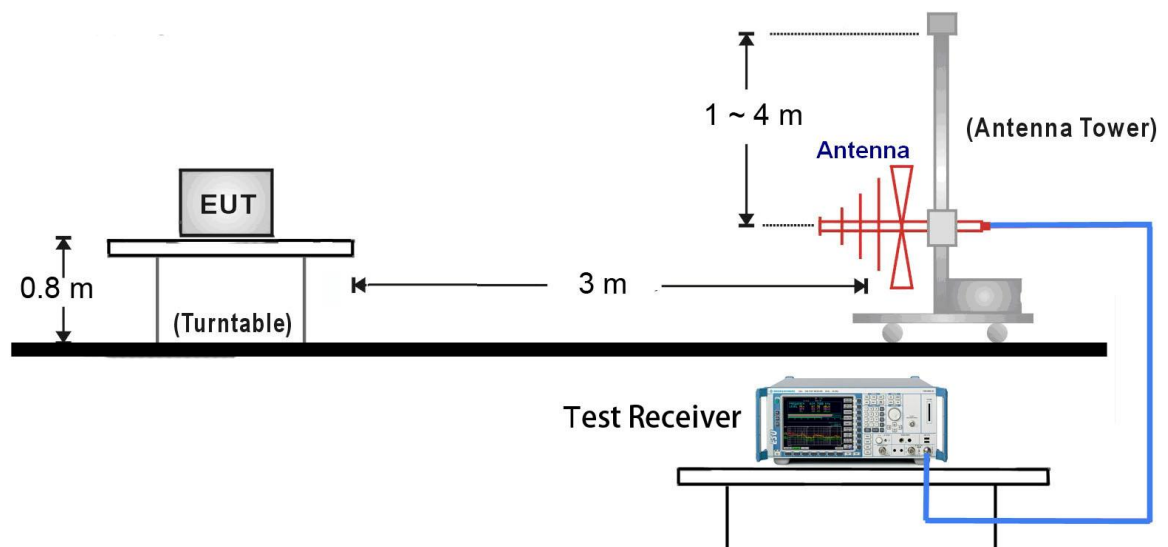 1 ~ 4 m
(Antenna Tower)
Antenna
EUT
0.8 m
3 m
(Turntable)
Test Receiver